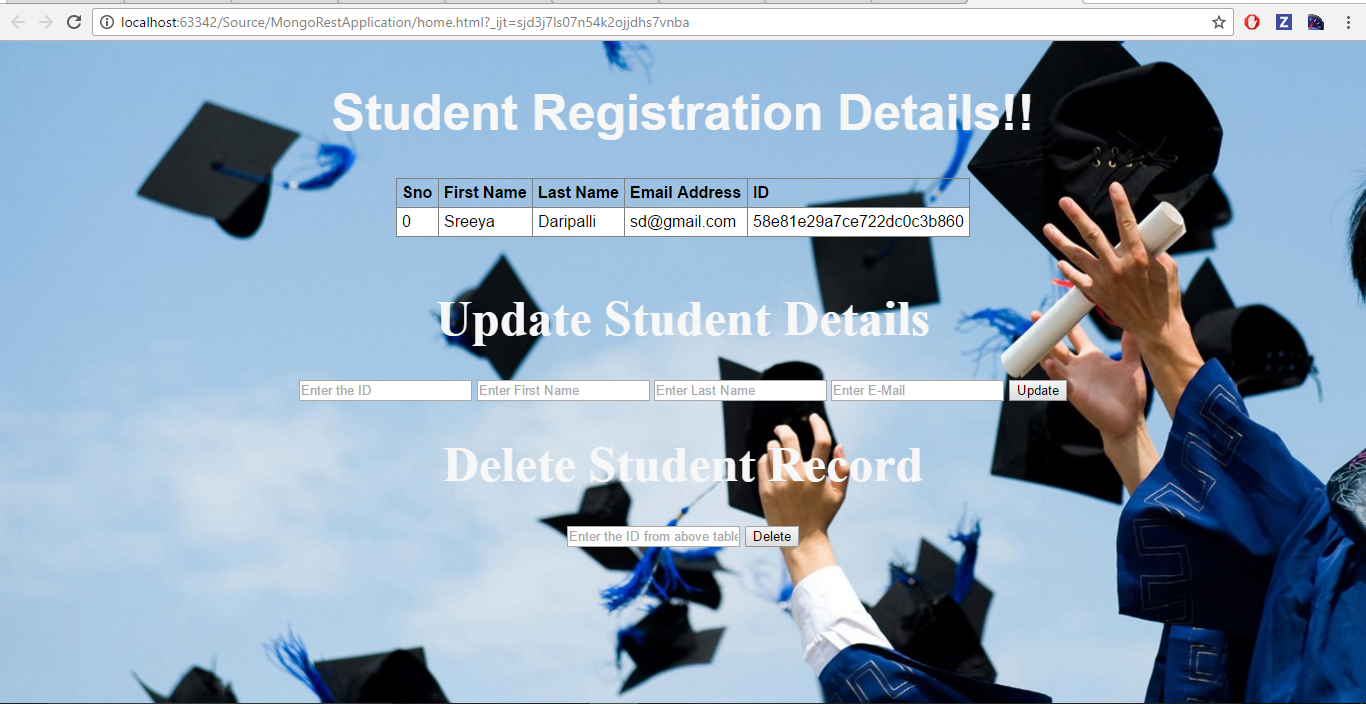 localhost:63342/Source/MongoRestApplication/home.html?_ijt=sjd3j7ls07n54k2ojjdhs7vnba
Z
Student Registration Details!!
Sno First Name Last Name Email Address ID
0 Sreeya Daripalli sd@gmail.com 58e81e29a7ce722dc0c3b860
Update Student Details
Enter the ID Enter First Name Enter Last Name Enter E-Mail Update
Delete Student Record
Enter the ID from above table Delete